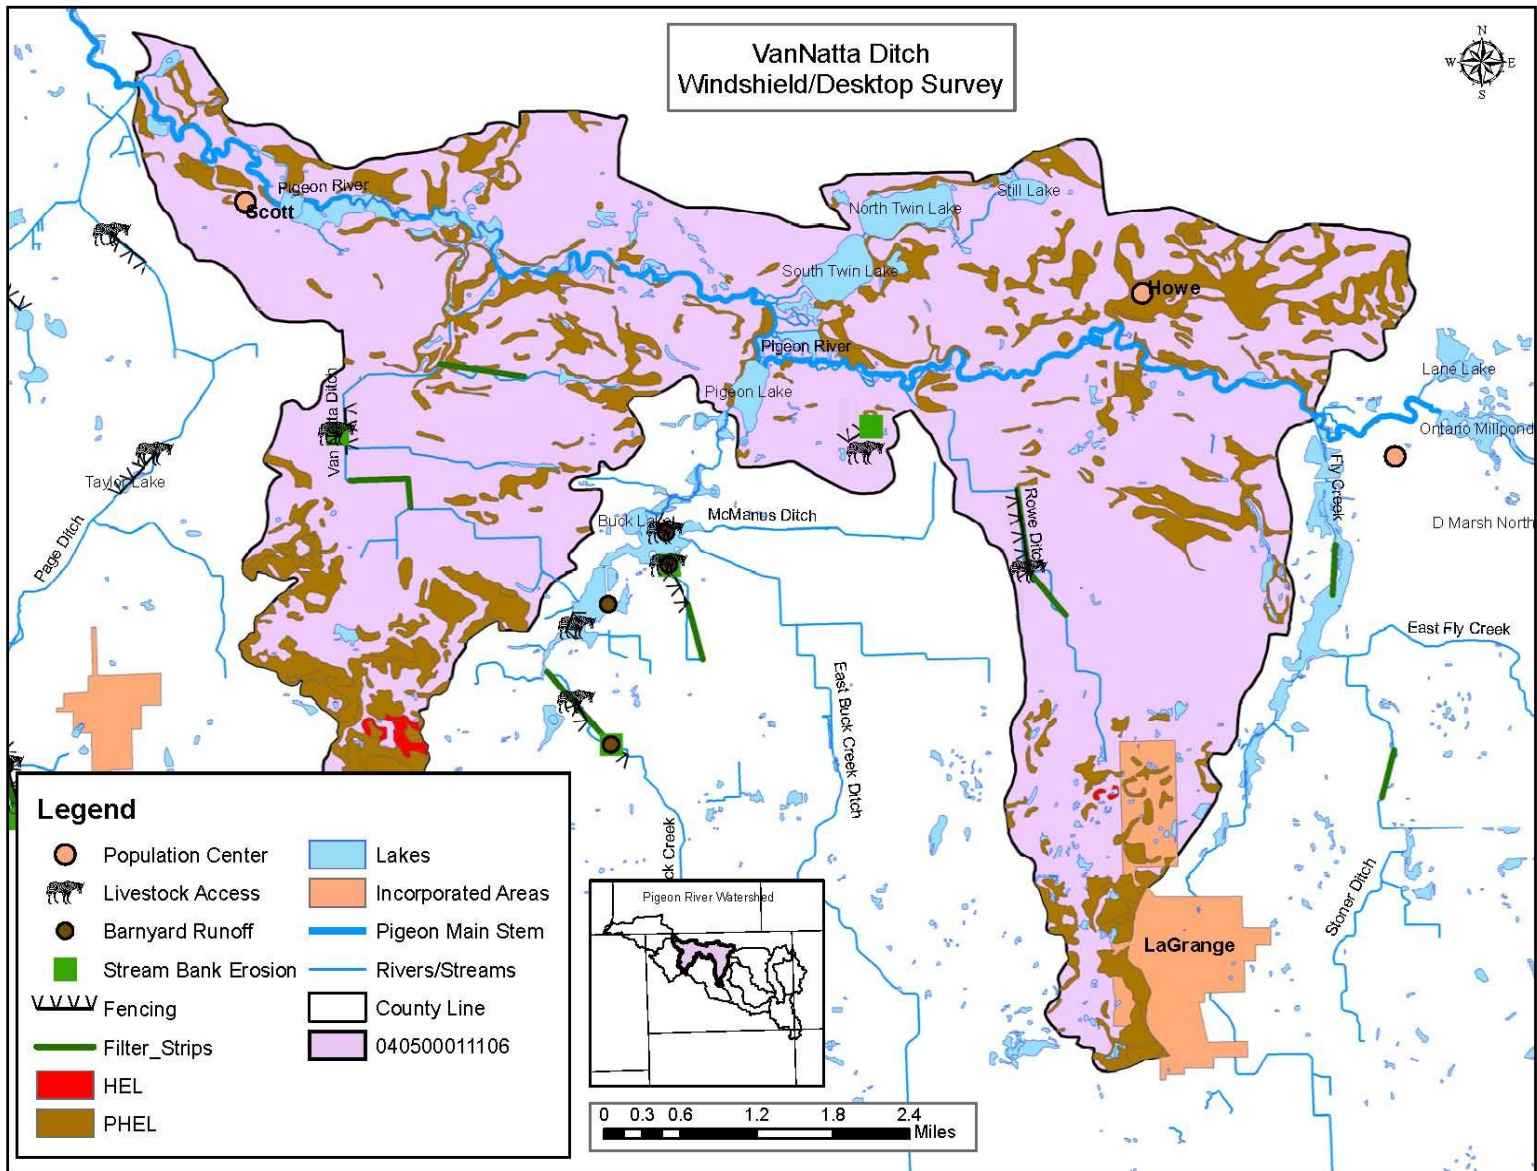 VanNatta Ditch
Windshield/Desktop Survey
N
W
E
S
Pigeon River
Scott
Still Lake
North Twin Lake
South Twin Lake
Howe
Pigeon River
Lane Lake
Pigeon Lake
Van Natta Ditch
Ontario Millpond
Fly Creek
Taylor Lake
Buck Lake
McManus Ditch
Rowe Ditch
D Marsh North
Page Ditch
East Fly Creek
East Buck Creek Ditch
ck Creek
Stoner Ditch
LaGrange
Legend
Population Center
Livestock Access
Barnyard Runoff
Stream Bank Erosion
Fencing
Filter_Strips
HEL
PHEL
Lakes
Incorporated Areas
Pigeon Main Stem
Rivers/Streams
County Line
040500011106
Pigeon River Watershed
0 0.3 0.6 1.2 1.8 2.4
Miles